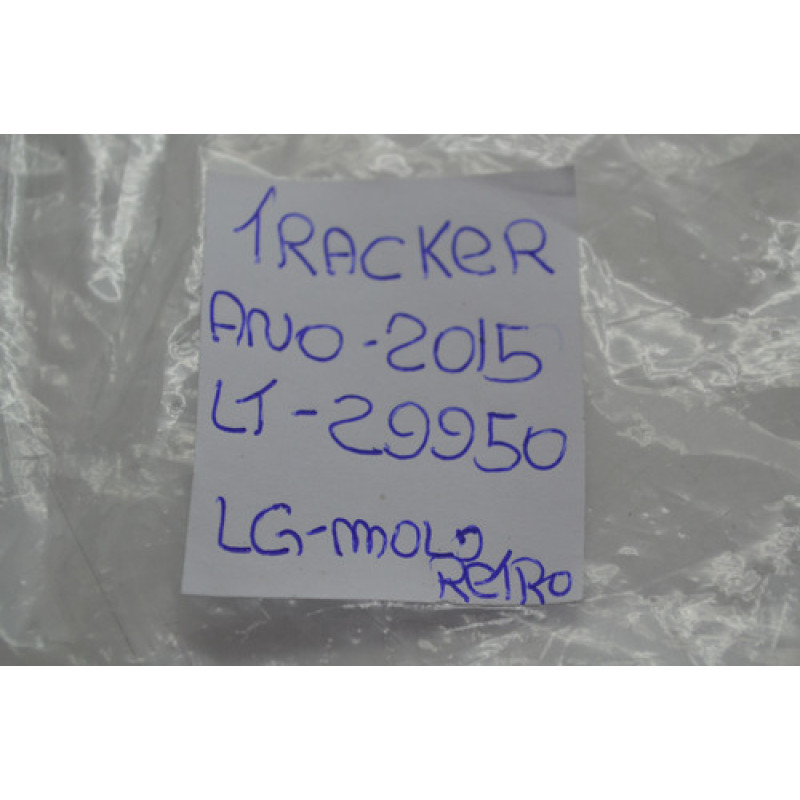 TRACKER
ANO-2015
LT-29950
LG-MOLD
RETRO